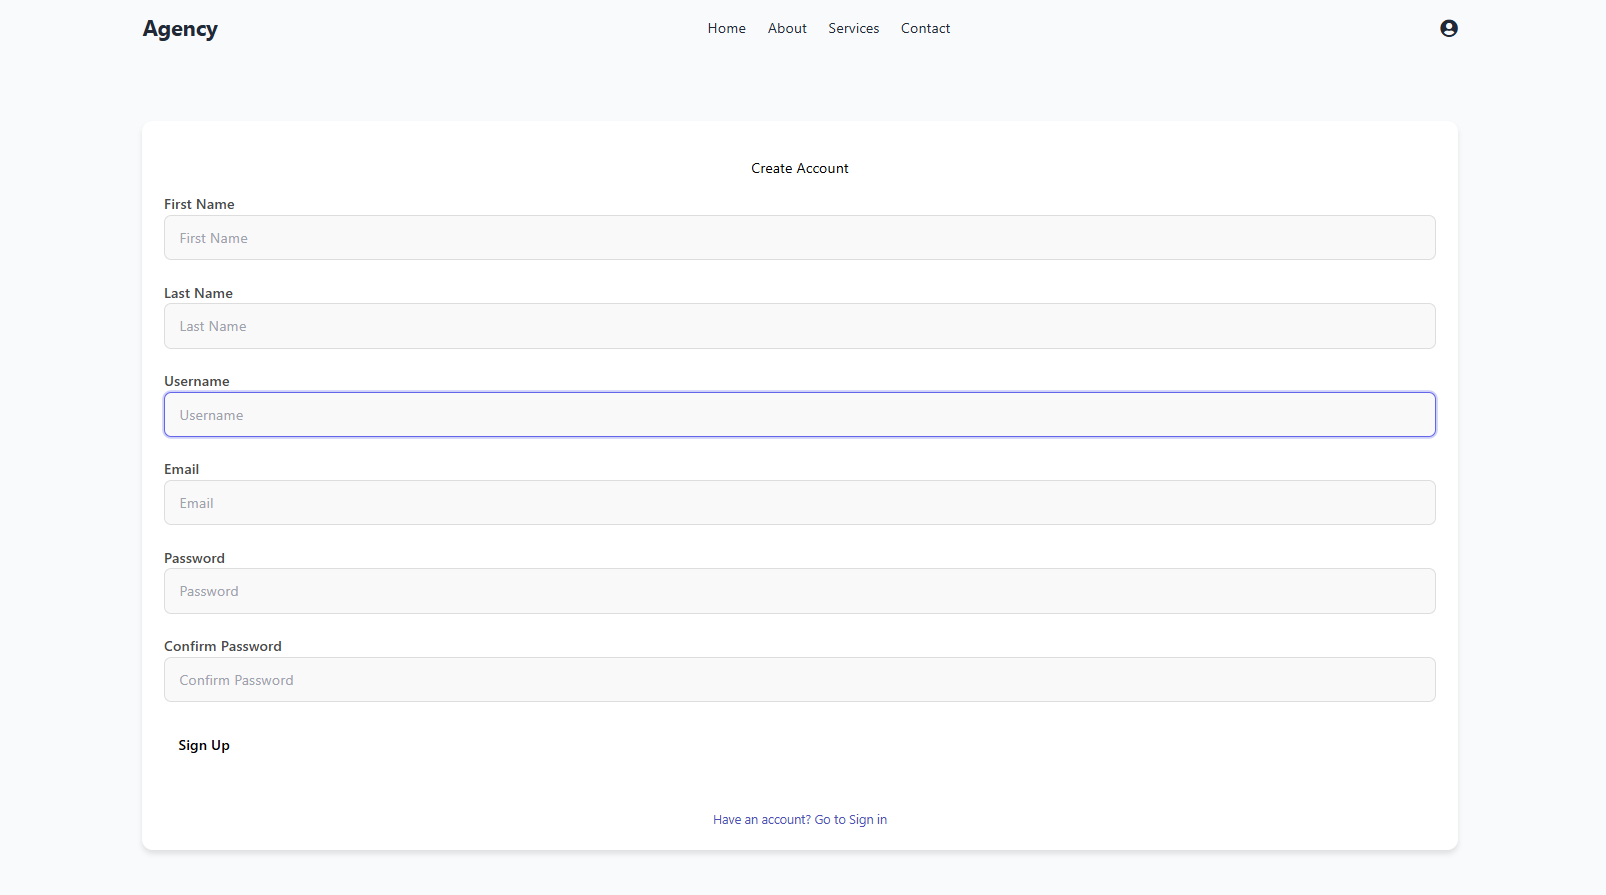 Agency
Home About Services Contact
Create Account
First Name
First Name
Last Name
Last Name
Username
Username
Email
Email
Password
Password
Confirm Password
Confirm Password
Sign Up
Have an account? Go to Sign in